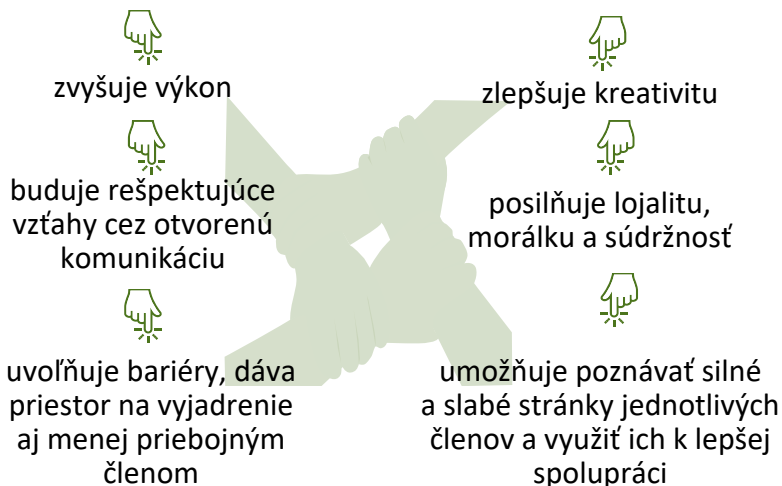 zvyšuje výkon
buduje rešpektujúce
vzťahy cez otvorenú
komunikáciu
uvoľňuje bariéry, dáva
priestor na vyjadrenie
aj menej priebojným
členom
zlepšuje kreativitu
posilňuje lojalitu,
morálku a súdržnosť
umožňuje poznávať silné
a slabé stránky jednotlivých
členov a využiť ich k lepšej
spolupráci